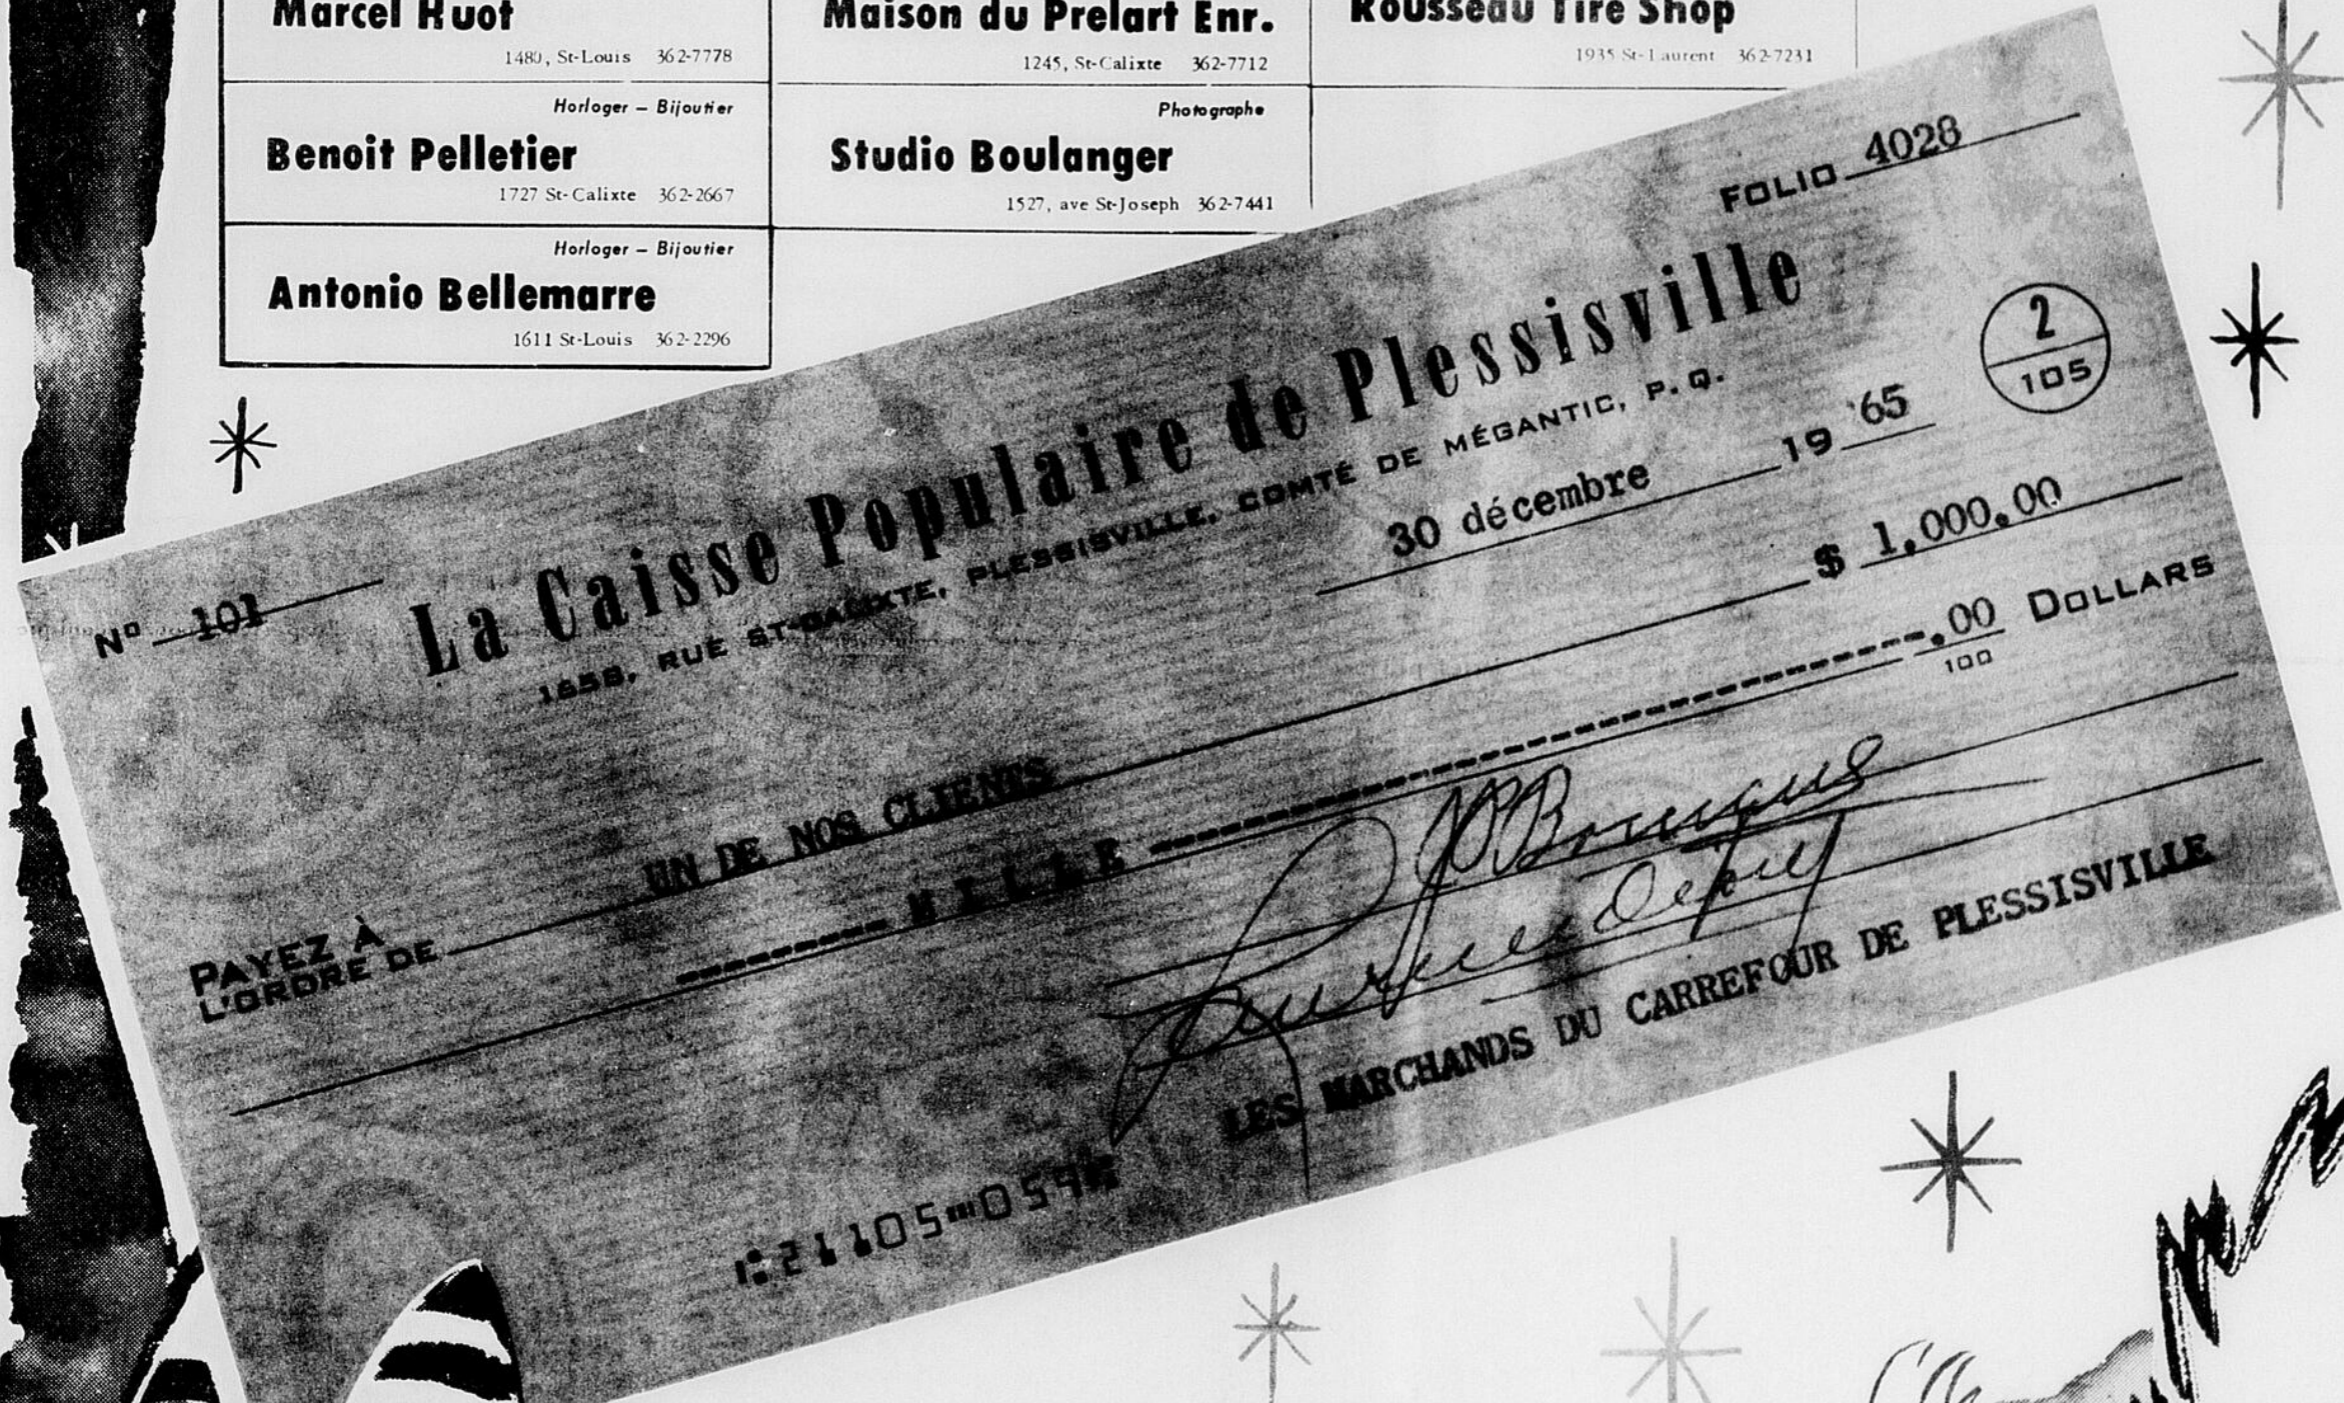 Marcel Huot
1480, St-Louis 362-7778
Maison du Prélart Enr.
1245, St-Calixte 362-7712
Rousseau Tire Shop
1935 St-Laurent 362-7231
Horloger – Bijoutier
Benoit Pelletier
1727 St-Calixte 362-2667
Photographe
Studio Boulanger
1527, ave St-Joseph 362-7441
Horloger – Bijoutier
Antonio Bellemarre
1611 St-Louis 362-2296
FOLIO 4028
Nº 101
La Caisse Populaire de Plessisville
1658, RUE ST-CALIXTE, PLESSISVILLE, COMTÉ DE MÉGANTIC, P. Q.
2
105
30 décembre 19 65
PAYEZ À
L'ORDRE DE UN DE NOS CLIENTS $ 1,000.00
--------- M I L L E ------------------------------ .00 DOLLARS
100
LES MARCHANDS DU CARREFOUR DE PLESSISVILLE